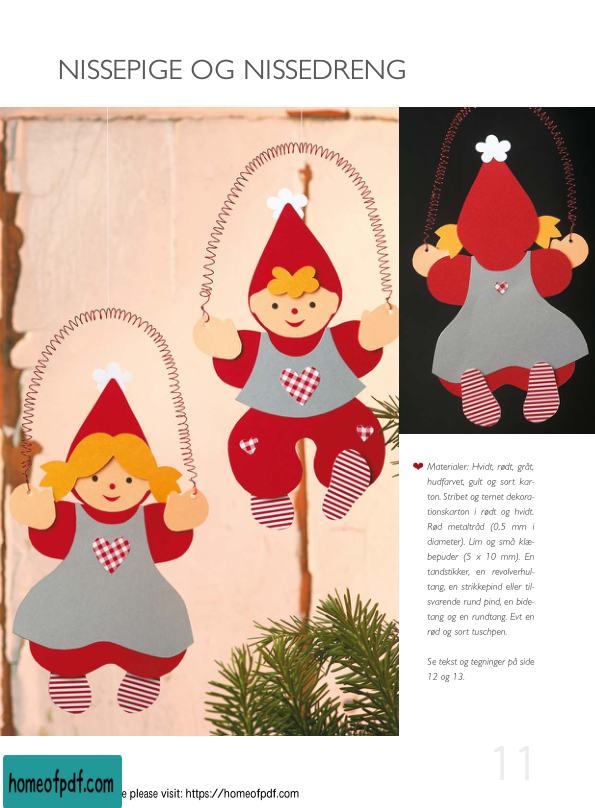 NISSEPIGE OG NISSEDRENG
❤ Materialer: Hvidt, rødt, gråt,
hudfarvet, gult og sort kar-
ton. Stribet og ternet dekora-
tionskarton i rødt og hvidt.
Rød metaltråd (0,5 mm i
diameter). Lim og små klæ-
bepuder (5 x 10 mm). En
tandstikker, en revolverhul-
tang, en strikkepind eller til-
svarende rund pind, en bide-
tang og en rundtang. Evt en
rød og sort tuschpen.
Se tekst og tegninger på side
12 og 13.
11
homeofpdf.com
please visit: https://homeofpdf.com